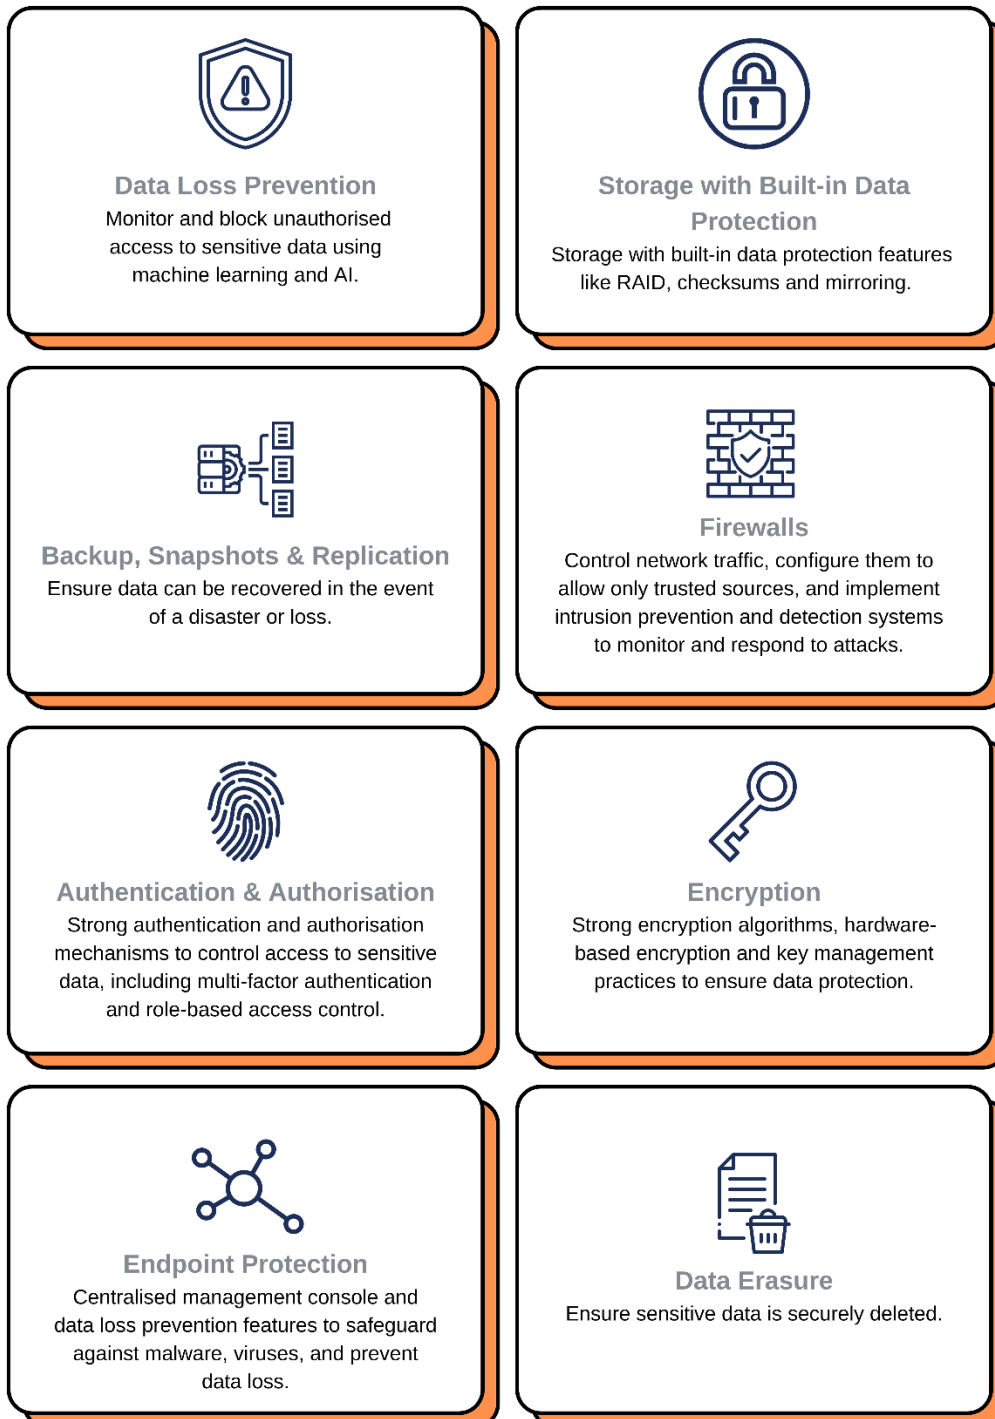 Data Loss Prevention
Monitor and block unauthorised
access to sensitive data using
machine learning and AI.
Storage with Built-in Data
Protection
Storage with built-in data protection features
like RAID, checksums and mirroring.
Backup, Snapshots & Replication
Ensure data can be recovered in the event
of a disaster or loss.
Firewalls
Control network traffic, configure them to
allow only trusted sources, and implement
intrusion prevention and detection systems
to monitor and respond to attacks.
Authentication & Authorisation
Strong authentication and authorisation
mechanisms to control access to sensitive
data, including multi-factor authentication
and role-based access control.
Encryption
Strong encryption algorithms, hardware-
based encryption and key management
practices to ensure data protection.
Endpoint Protection
Centralised management console and
data loss prevention features to safeguard
against malware, viruses, and prevent
data loss.
Data Erasure
Ensure sensitive data is securely deleted.